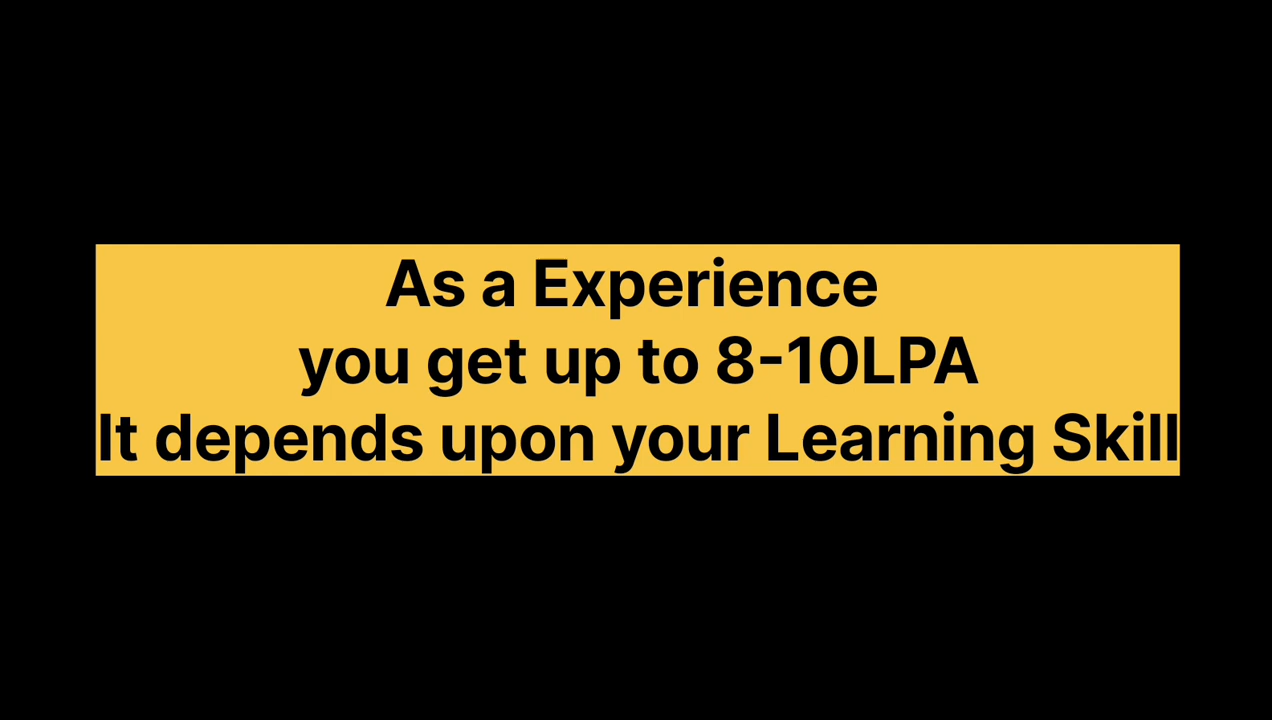 As a Experience
you get up to 8-10LPA
It depends upon your Learning Skill